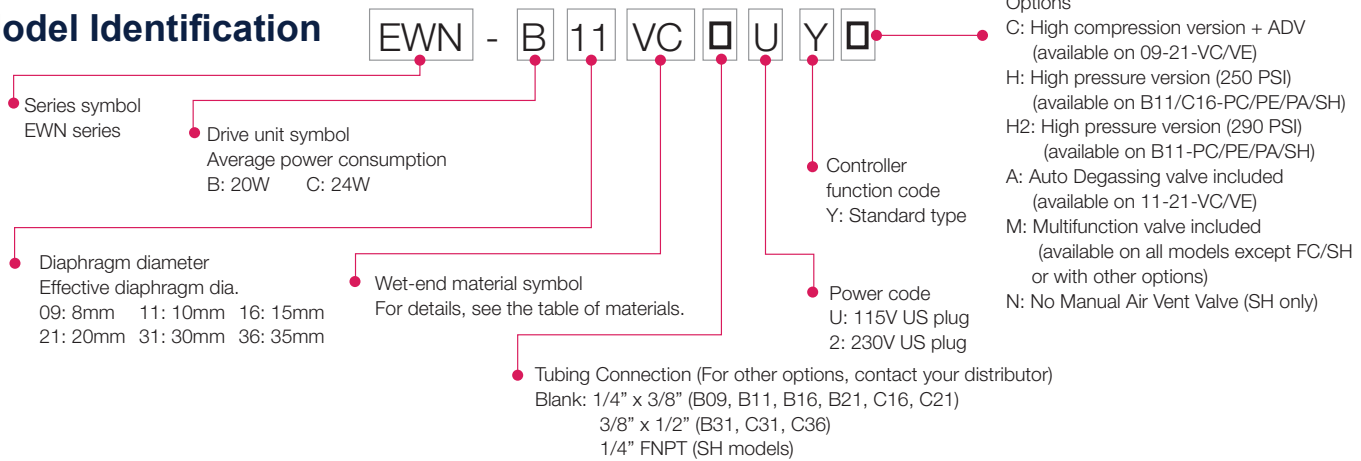 odel Identification
EWN - B 11 VC U Y
Series symbol
EWN series
Drive unit symbol
Average power consumption
B: 20W C: 24W
Diaphragm diameter
Effective diaphragm dia.
09: 8mm 11: 10mm 16: 15mm
21: 20mm 31: 30mm 36: 35mm
Wet-end material symbol
For details, see the table of materials.
Tubing Connection (For other options, contact your distributor)
Blank: 1/4” x 3/8” (B09, B11, B16, B21, C16, C21)
3/8” x 1/2” (B31, C31, C36)
1/4” FNPT (SH models)
Power code
U: 115V US plug
2: 230V US plug
Controller
function code
Y: Standard type
Options
C: High compression version + ADV
(available on 09-21-VC/VE)
H: High pressure version (250 PSI)
(available on B11/C16-PC/PE/PA/SH)
H2: High pressure version (290 PSI)
(available on B11-PC/PE/PA/SH)
A: Auto Degassing valve included
(available on 11-21-VC/VE)
M: Multifunction valve included
(available on all models except FC/SH
or with other options)
N: No Manual Air Vent Valve (SH only)